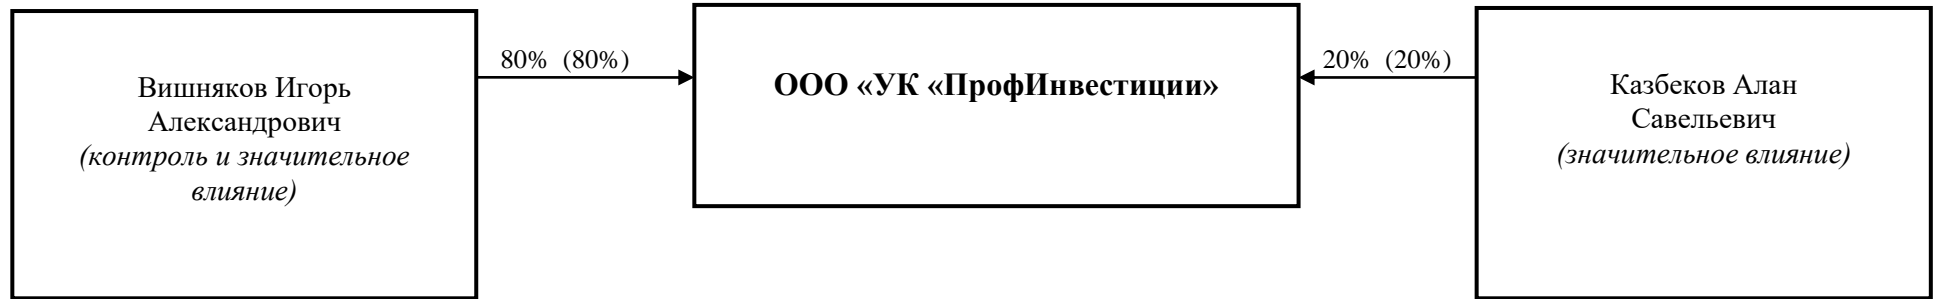 Вишняков Игорь
Александрович
(контроль и значительное
влияние)
80% (80%)
ООО «УК «ПрофИнвестиции»
20% (20%)
Казбеков Алан
Савельевич
(значительное влияние)